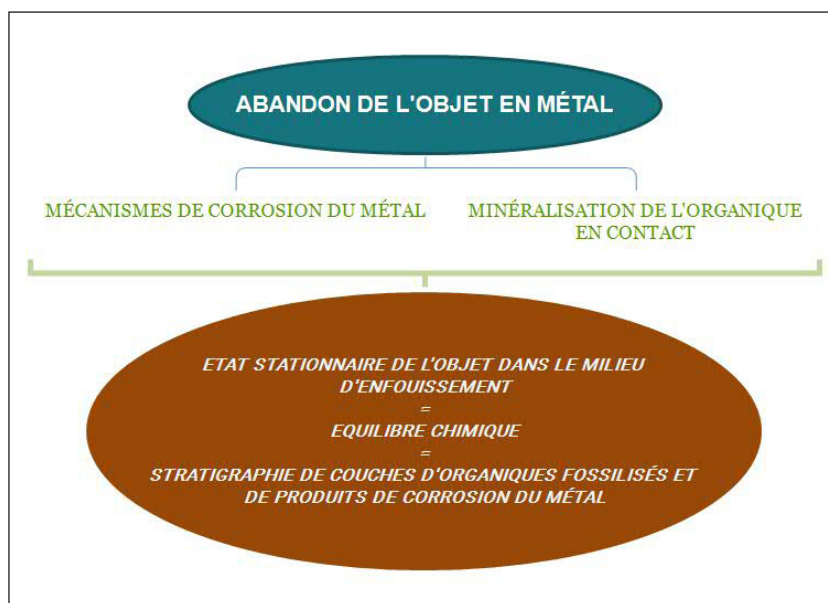 ABANDON DE L'OBJET EN MÉTAL
MÉCANISMES DE CORROSION DU MÉTAL
MINÉRALISATION DE L'ORGANIQUE
EN CONTACT
ETAT STATIONNAIRE DE L'OBJET DANS LE MILIEU
D'ENFOUISSEMENT
=
EQUILIBRE CHIMIQUE
=
STRATIGRAPHIE DE COUCHES D'ORGANIQUES FOSSILISÉS ET
DE PRODUITS DE CORROSION DU MÉTAL